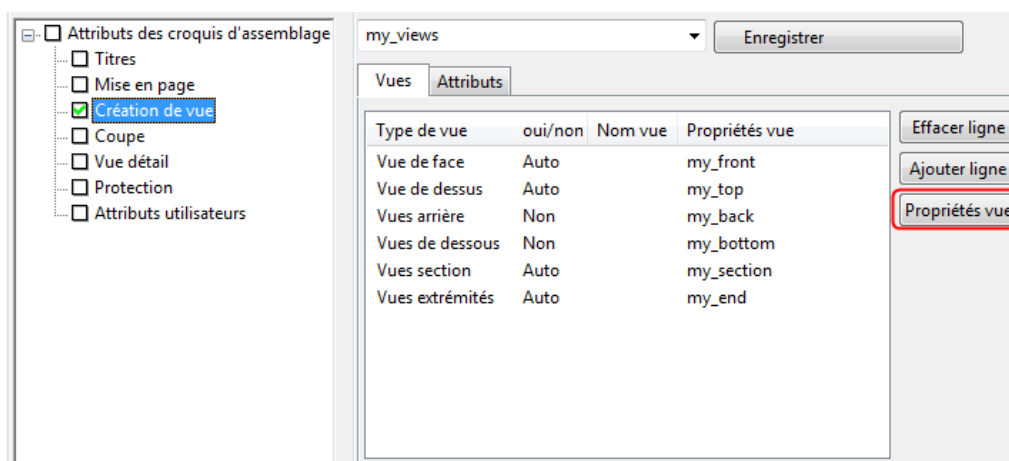 Attributs des croquis d'assemblage
Titres
Mise en page
Création de vue
Coupe
Vue détail
Protection
Attributs utilisateurs
my_views
Enregistrer
Vues Attributs
Type de vue oui/non Nom vue Propriétés vue
Vue de face Auto my_front
Vue de dessus Auto my_top
Vues arrière Non my_back
Vues de dessous Non my_bottom
Vues section Auto my_section
Vues extrémités Auto my_end
Effacer ligne
Ajouter ligne
Propriétés vue